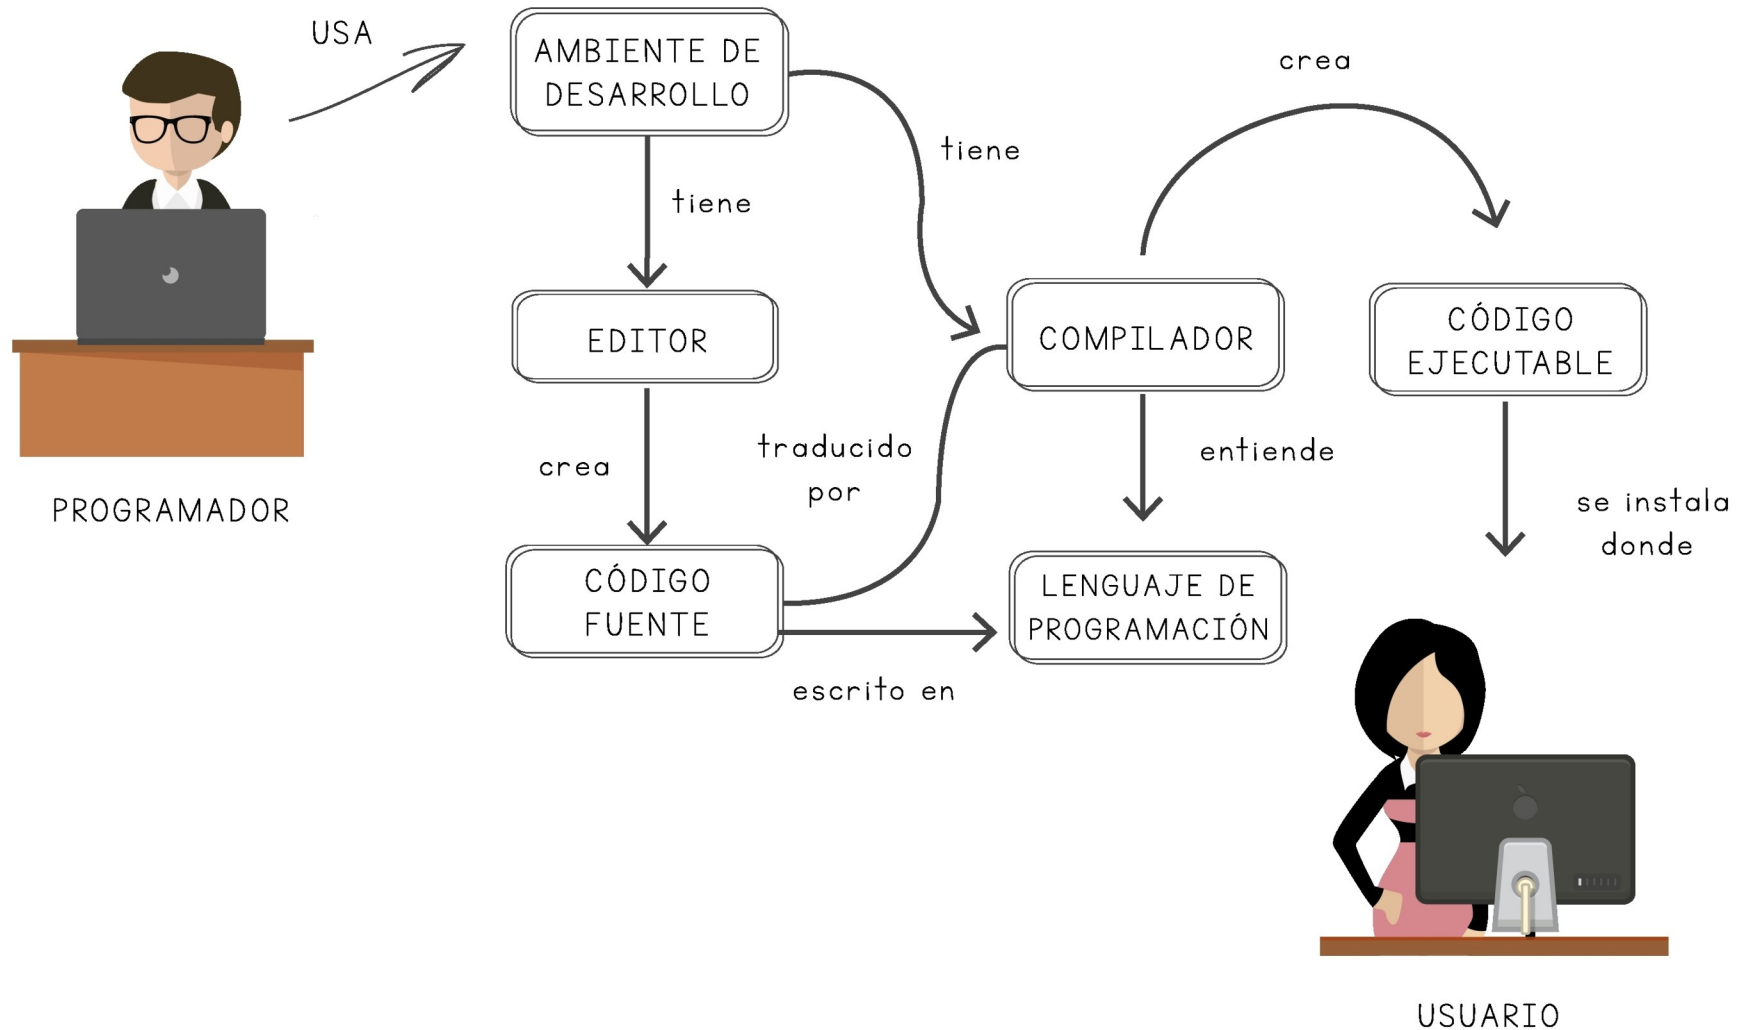 USA
AMBIENTE DE
DESARROLLO
crea
tiene
tiene
EDITOR
COMPILADOR
CÓDIGO
EJECUTABLE
crea
traducido
por
entiende
PROGRAMADOR
se instala
donde
CÓDIGO
FUENTE
LENGUAJE DE
PROGRAMACIÓN
escrito en
USUARIO